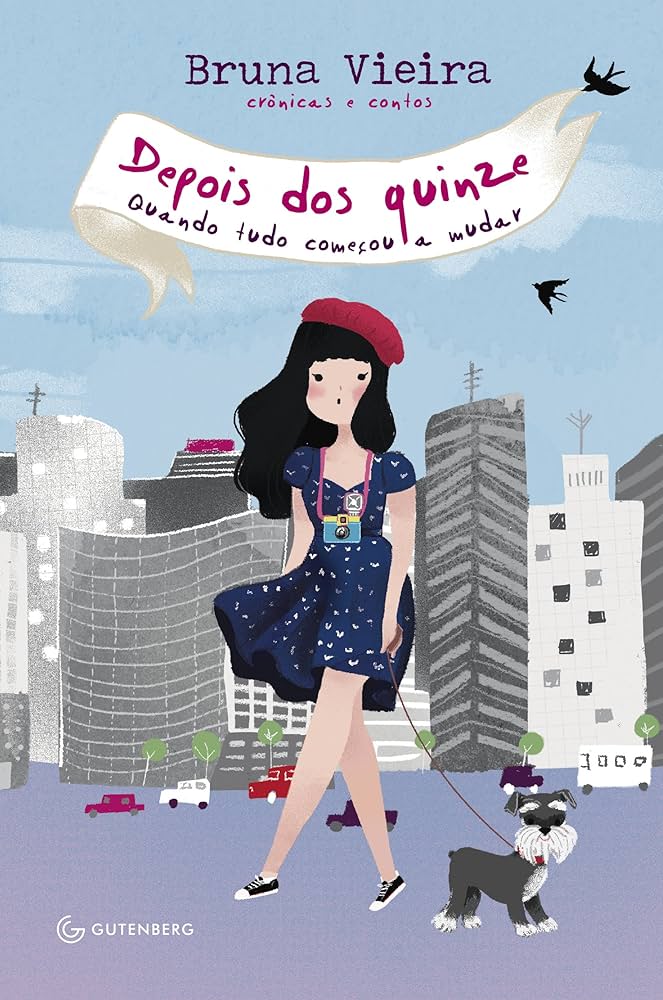 Bruna Vieira
crônicas e contos
Depois dos quinze
Quando tudo começou a mudar
GUTENBERG